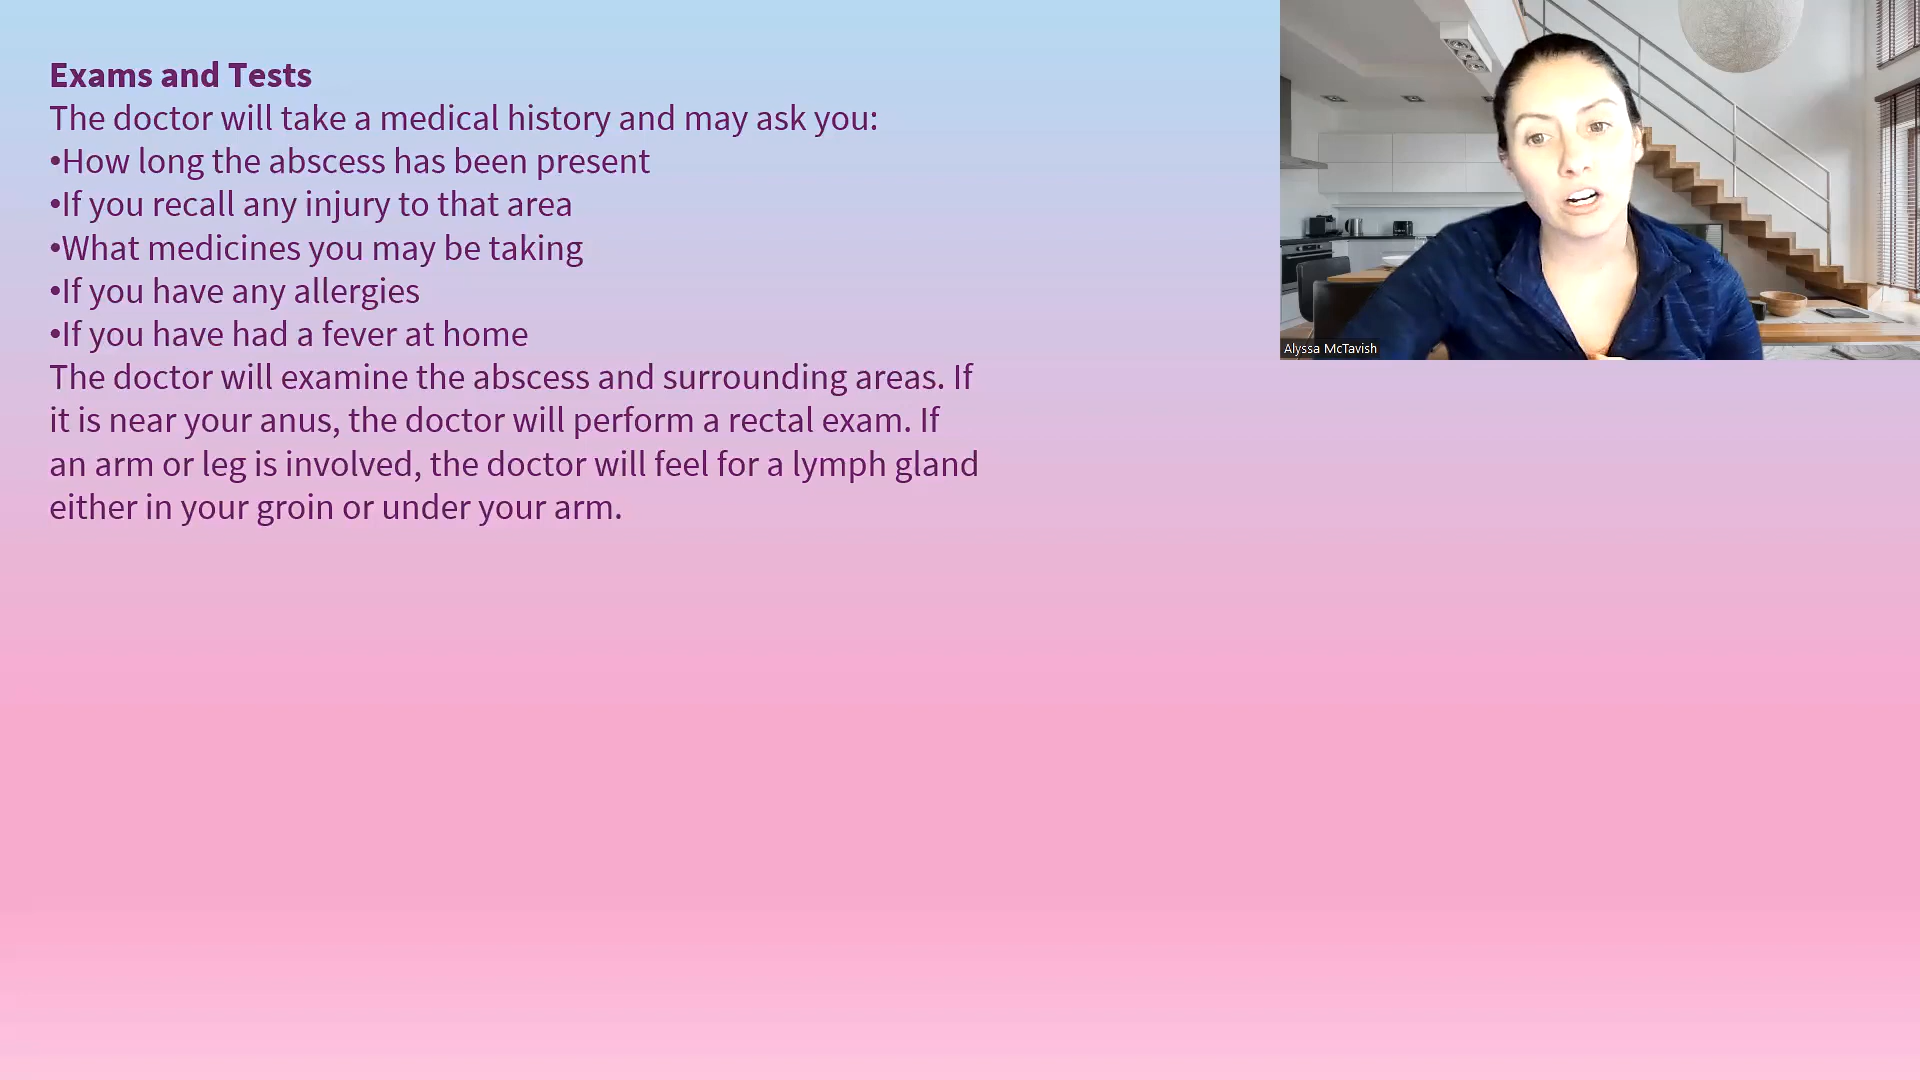 Exams and Tests
The doctor will take a medical history and may ask you:
•How long the abscess has been present
•If you recall any injury to that area
•What medicines you may be taking
•If you have any allergies
•If you have had a fever at home
The doctor will examine the abscess and surrounding areas. If
it is near your anus, the doctor will perform a rectal exam. If
an arm or leg is involved, the doctor will feel for a lymph gland
either in your groin or under your arm.
Alyssa McTavish